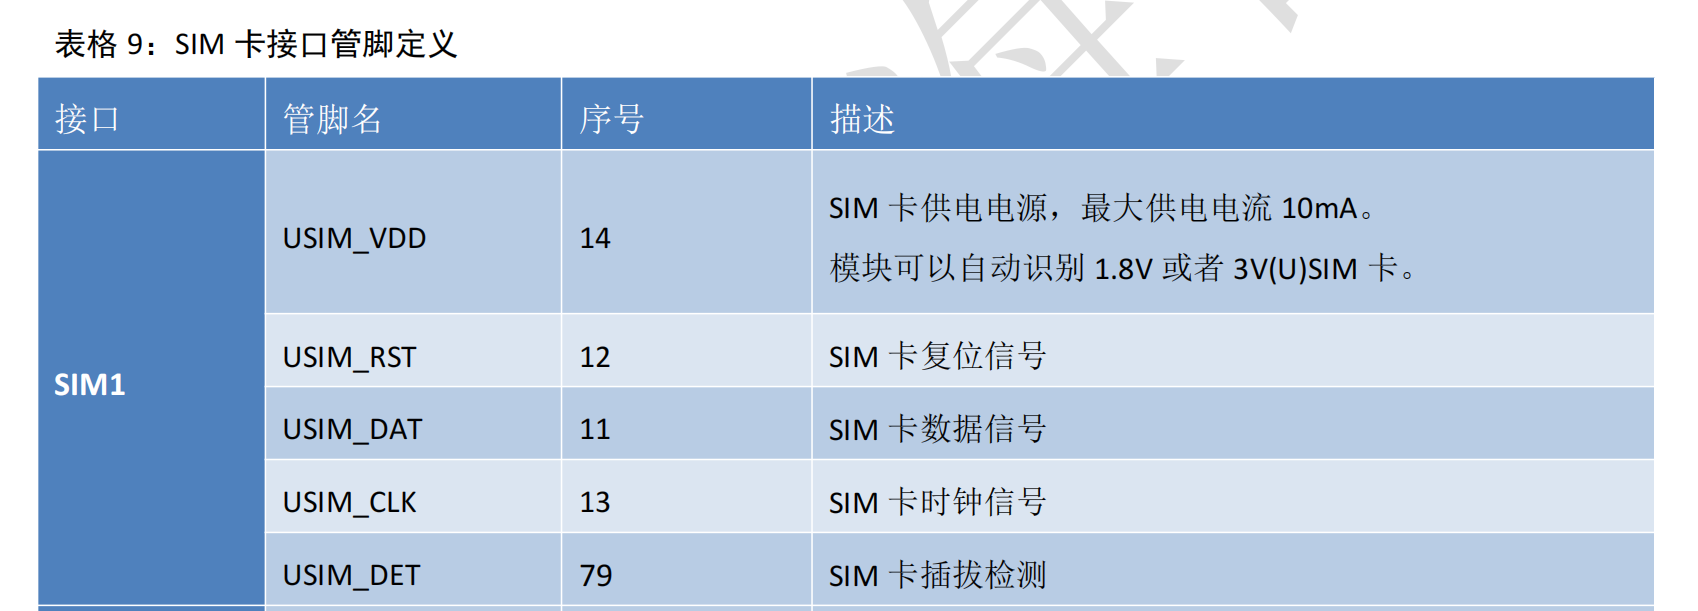 表格 9：SIM 卡接口管脚定义
接口 管脚名 序号 描述
SIM1
USIM_VDD 14 SIM 卡供电电源，最大供电电流 10mA。
模块可以自动识别 1.8V 或者 3V(U)SIM 卡。
USIM_RST 12 SIM 卡复位信号
USIM_DAT 11 SIM 卡数据信号
USIM_CLK 13 SIM 卡时钟信号
USIM_DET 79 SIM 卡插拔检测